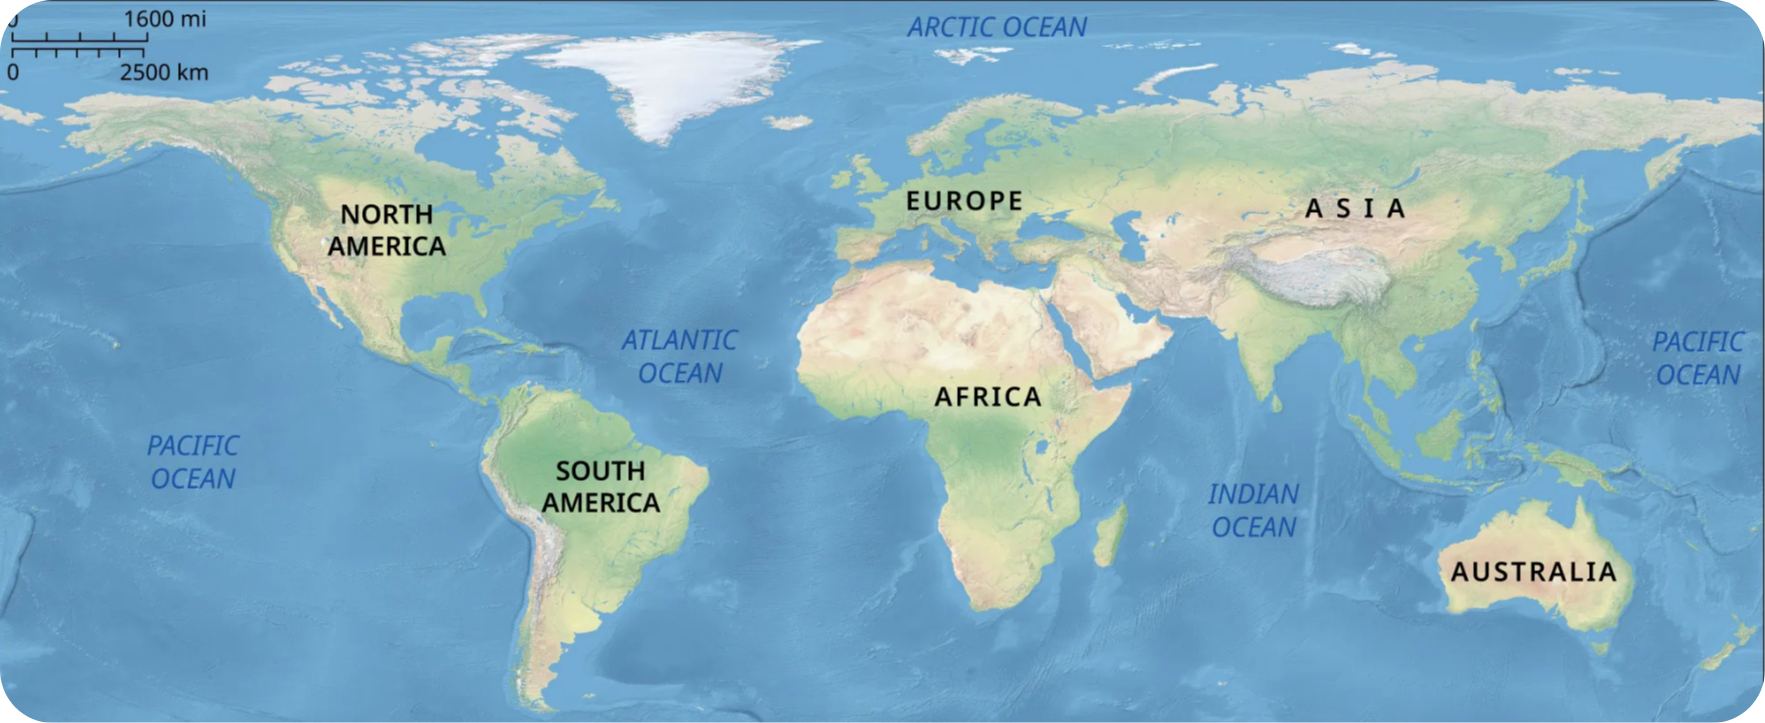 0 1600 mi
0 2500 km
ARCTIC OCEAN
NORTH
AMERICA
EUROPE
ASIA
ATLANTIC
OCEAN
PACIFIC
OCEAN
AFRICA
PACIFIC
OCEAN
SOUTH
AMERICA
INDIAN
OCEAN
AUSTRALIA